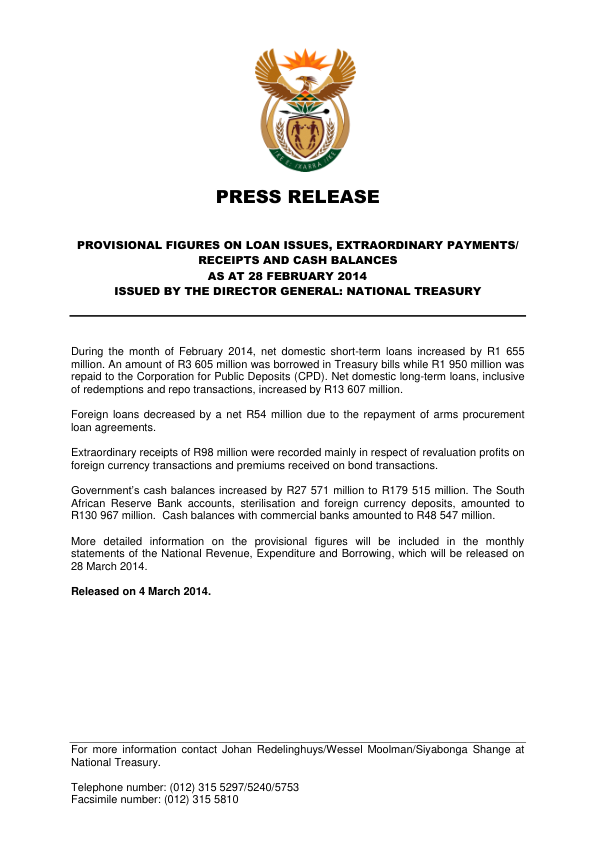 !KE E: /XARRA //KE
PRESS RELEASE
PROVISIONAL FIGURES ON LOAN ISSUES, EXTRAORDINARY PAYMENTS/
RECEIPTS AND CASH BALANCES
AS AT 28 FEBRUARY 2014
ISSUED BY THE DIRECTOR GENERAL: NATIONAL TREASURY
During the month of February 2014, net domestic short-term loans increased by R1 655
million. An amount of R3 605 million was borrowed in Treasury bills while R1 950 million was
repaid to the Corporation for Public Deposits (CPD). Net domestic long-term loans, inclusive
of redemptions and repo transactions, increased by R13 607 million.
Foreign loans decreased by a net R54 million due to the repayment of arms procurement
loan agreements.
Extraordinary receipts of R98 million were recorded mainly in respect of revaluation profits on
foreign currency transactions and premiums received on bond transactions.
Government's cash balances increased by R27 571 million to R179 515 million. The South
African Reserve Bank accounts, sterilisation and foreign currency deposits, amounted to
R130 967 million.  Cash balances with commercial banks amounted to R48 547 million.
More detailed information on the provisional figures will be included in the monthly
statements of the National Revenue, Expenditure and Borrowing, which will be released on
28 March 2014.
Released on 4 March 2014.
For more information contact Johan Redelinghuys/Wessel Moolman/Siyabonga Shange at
National Treasury.
Telephone number: (012) 315 5297/5240/5753
Facsimile number: (012) 315 5810